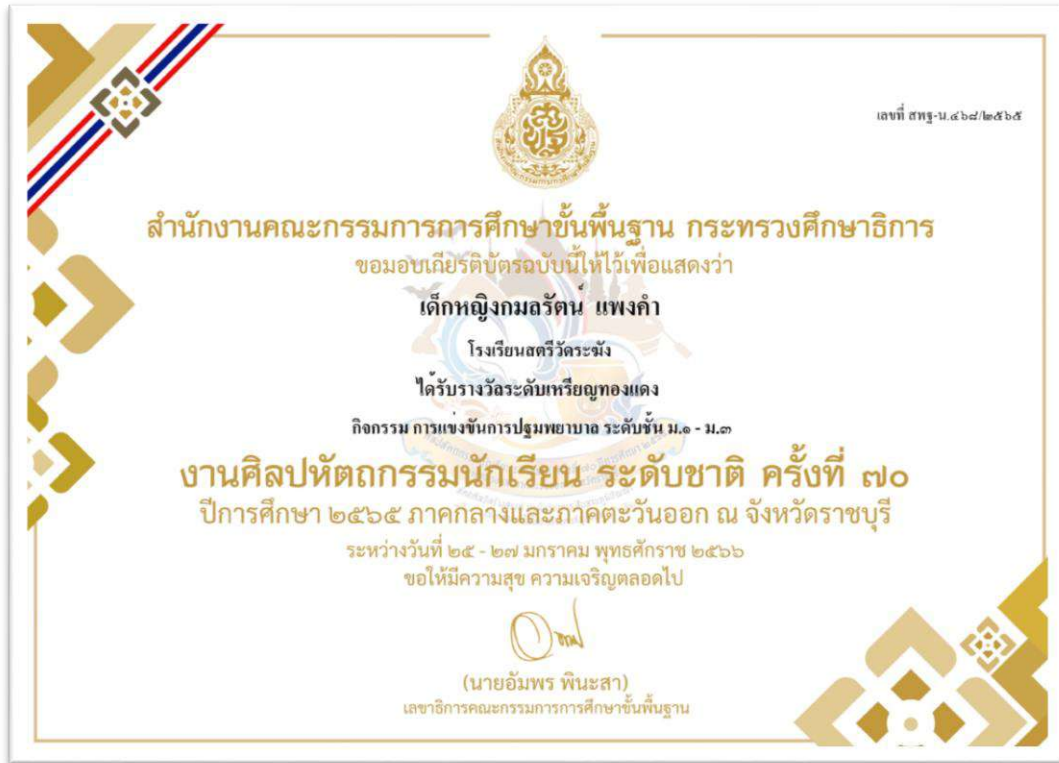 เลขที่ สพฐ-น.๔๖๘/๒๕๖๕
สำนักงานคณะกรรมการการศึกษาขั้นพื้นฐาน กระทรวงศึกษาธิการ
ขอมอบเกียรติบัตรฉบับนี้ให้ไว้เพื่อแสดงว่า
เด็กหญิงกมลรัตน์ แพงคำ
โรงเรียนสตรีวัดระฆัง
ได้รับรางวัลระดับเหรียญทองแดง
กิจกรรม การแข่งขันการปฐมพยาบาล ระดับชั้น ม.๑ - ม.๓
งานศิลปหัตถกรรมนักเรียน ระดับชาติ ครั้งที่ ๗๐
ปีการศึกษา ๒๕๖๕ ภาคกลางและภาคตะวันออก ณ จังหวัดราชบุรี
ระหว่างวันที่ ๒๕ - ๒๗ มกราคม พุทธศักราช ๒๕๖๖
ขอให้มีความสุข ความเจริญตลอดไป
(นายอัมพร พินะสา)
เลขาธิการคณะกรรมการการศึกษาขั้นพื้นฐาน